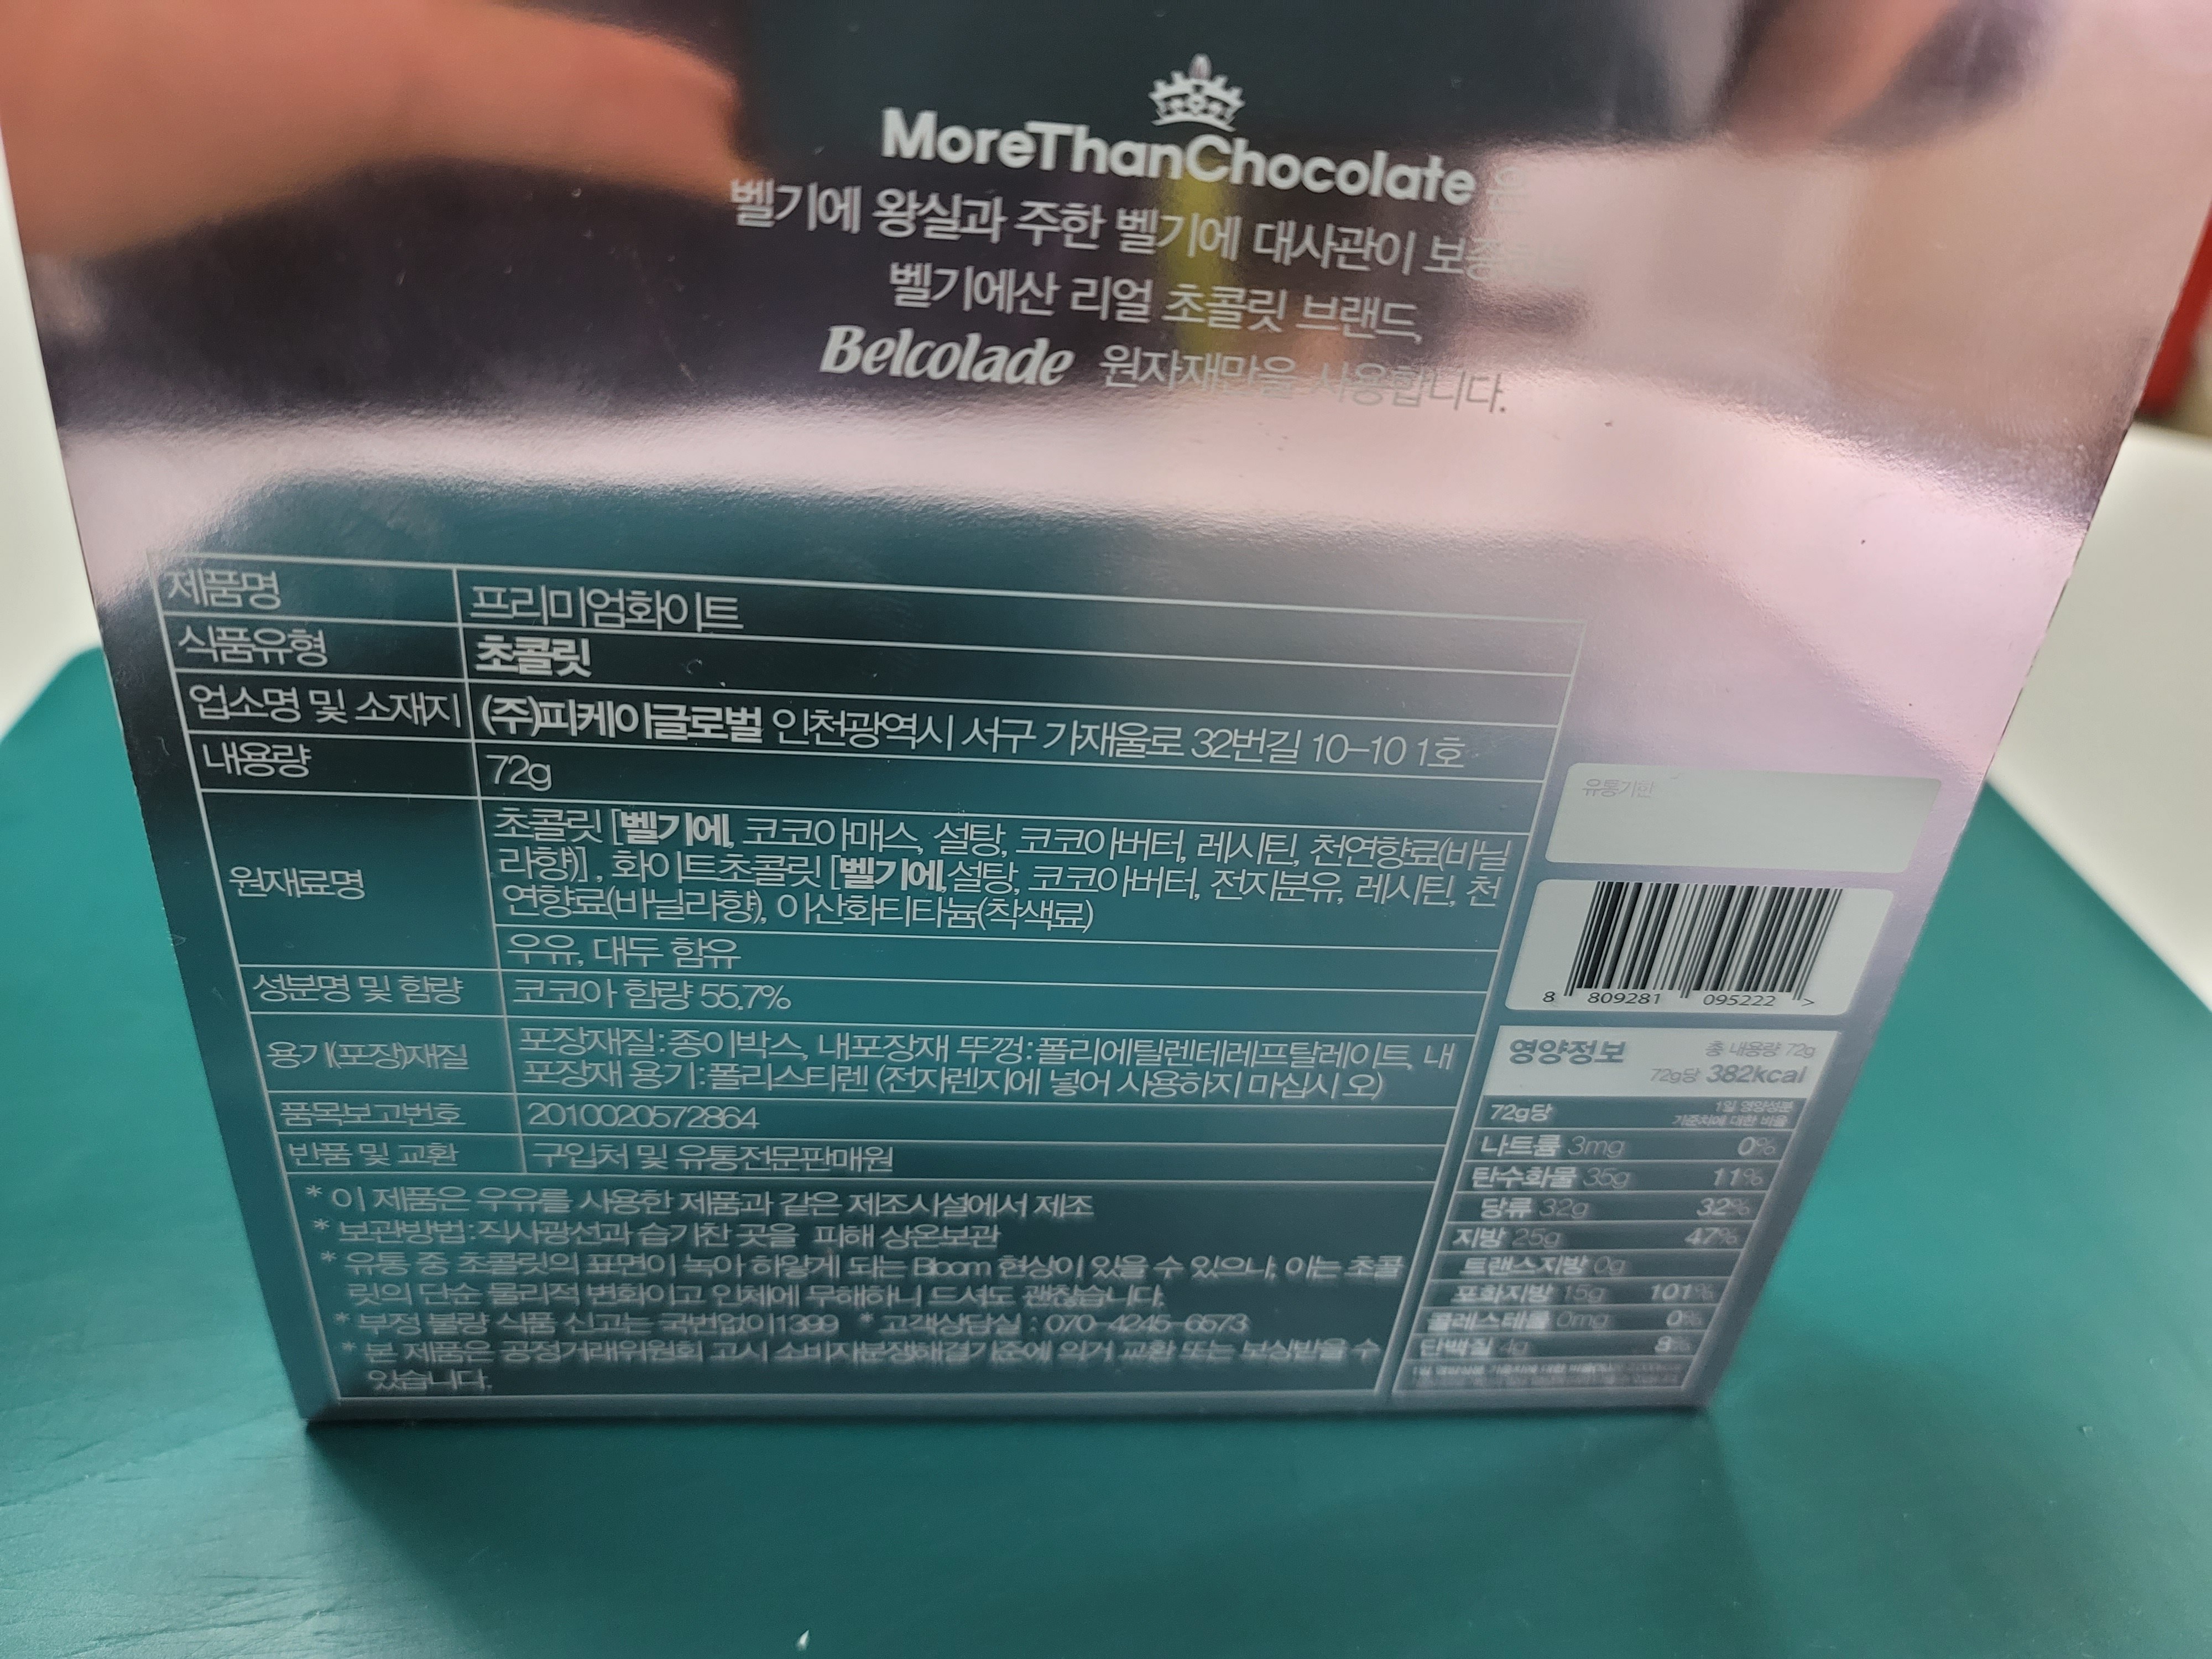 MoreThanChocolate 은
벨기에 왕실과 주한 벨기에 대사관이
벨기에산 리얼 초콜릿 브랜드,
Belcolade 원자재만을 사용합니다.
제품명 프리미엄화이트
식품유형 초콜릿
업소명 및 소재지 (주)피케이글로벌 인천광역시 서구 가재울로 32번길 10-10 1호
내용량 72g
원재료명
초콜릿 [벨기에, 코코아매스, 설탕, 코코아버터, 레시틴, 천연향료(바닐
라향)] , 화이트초콜릿 [벨기에,설탕, 코코아버터, 전지분유, 레시틴, 천
연향료(바닐라향), 이산화티타늄(착색료)
우유, 대두 함유
성분명 및 함량 코코아 함량 55.7%
용기(포장)재질
포장재질:종이박스, 내포장재 뚜껑:폴리에틸렌테레프탈레이트, 내
포장재 용기:폴리스티렌 (전자렌지에 넣어 사용하지 마십시 오)
품목보고번호 2010020572864
반품 및 교환 구입처 및 유통전문판매원
* 이 제품은 우유를 사용한 제품과 같은 제조시설에서 제조
* 보관방법:직사광선과 습기찬 곳을 피해 상온보관
* 유통 중 초콜릿의 표면이 녹아 하얗게 되는 Bloom 현상이 있을 수 있으나, 이는 초콜
릿의 단순 물리적 변화이고 인체에 무해하니 드셔도 괜찮습니다.
* 부정 불량 식품 신고는 국번없이1399 * 고객상담실 : 070-4245-6573
* 본 제품은 공정거래위원회 고시 소비자분쟁해결기준에 의거 교환 또는 보상받을 수
있습니다.
유통기한
8 809281 095222 >
영양정보 총 내용량 72g
72g당 382kcal
72g당 1일 영양성분
기준치에 대한 비율
나트륨 3mg 0%
탄수화물 35g 11%
당류 32g 32%
지방 25g 47%
트랜스지방 0g
포화지방 15g 101%
콜레스테롤 0mg 0%
단백질 4g 8%